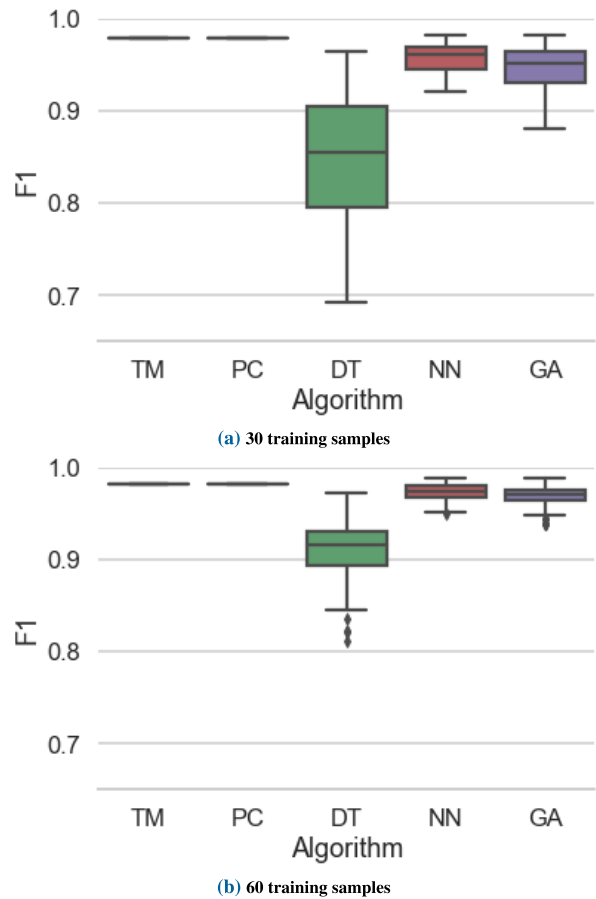 1.0
0.9
0.8
0.7
F1
TM PC DT NN GA
Algorithm
(a) 30 training samples
1.0
0.9
0.8
0.7
F1
TM PC DT NN GA
Algorithm
(b) 60 training samples